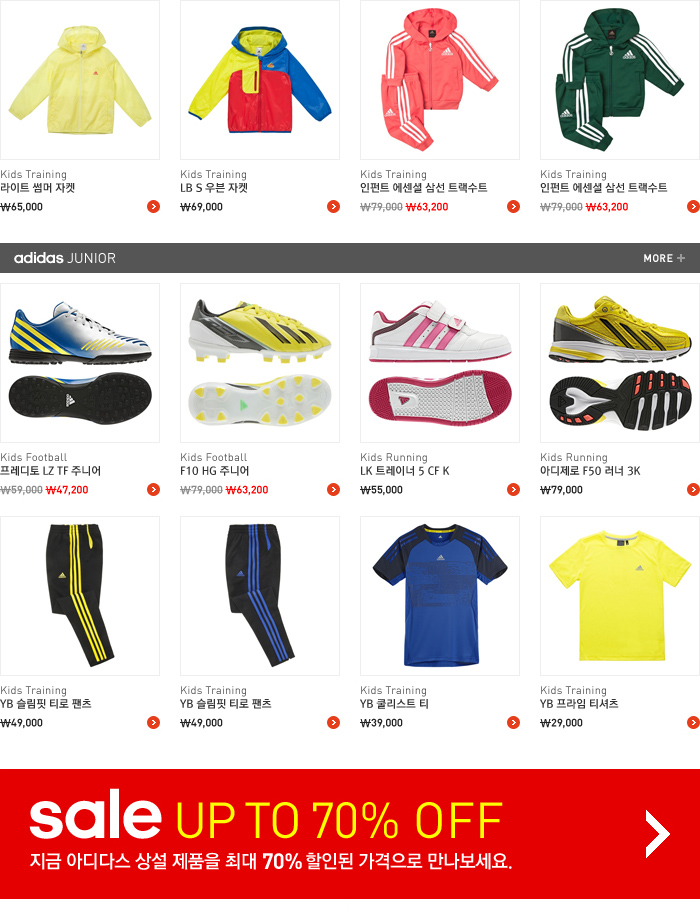 Kids Training
라이트 썸머 자켓
₩65,000
Kids Training
LB S 우븐 자켓
₩69,000
Kids Training
인펀트 에센셜 삼선 트랙수트
₩79,000 ₩63,200
Kids Training
인펀트 에센셜 삼선 트랙수트
₩79,000 ₩63,200
adidas JUNIOR
MORE +
Kids Football
프레디토 LZ TF 주니어
₩59,000 ₩47,200
Kids Football
F10 HG 주니어
₩79,000 ₩63,200
Kids Running
LK 트레이너 5 CF K
₩55,000
Kids Running
아디제로 F50 러너 3K
₩79,000
Kids Training
YB 슬림핏 티로 팬츠
₩49,000
Kids Training
YB 슬림핏 티로 팬츠
₩49,000
Kids Training
YB 쿨리스트 티
₩39,000
Kids Training
YB 프라임 티셔츠
₩29,000
sale UP TO 70% OFF
지금 아디다스 상설 제품을 최대 70% 할인된 가격으로 만나보세요.